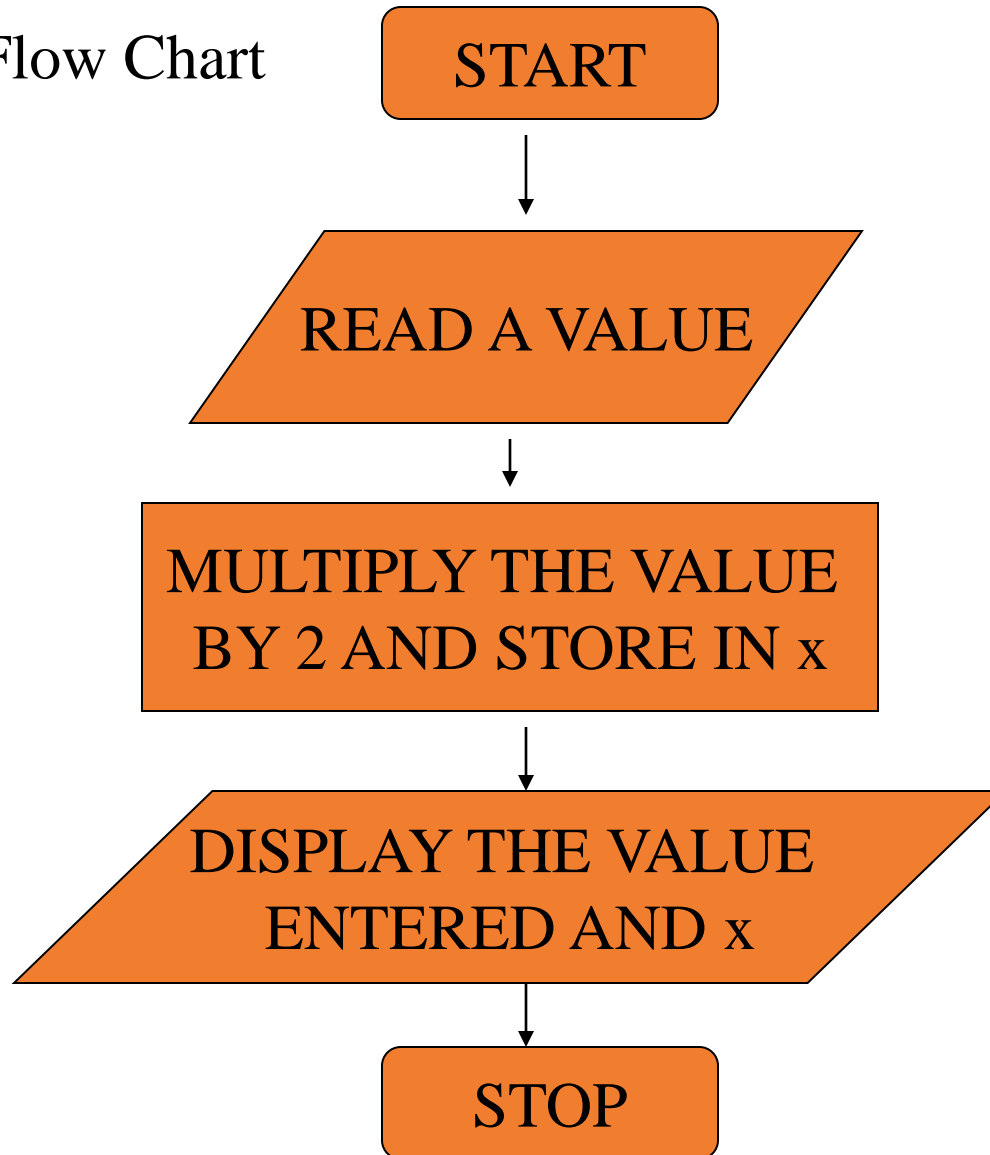 Flow Chart
START
READ A VALUE
MULTIPLY THE VALUE
BY 2 AND STORE IN x
DISPLAY THE VALUE
ENTERED AND x
STOP